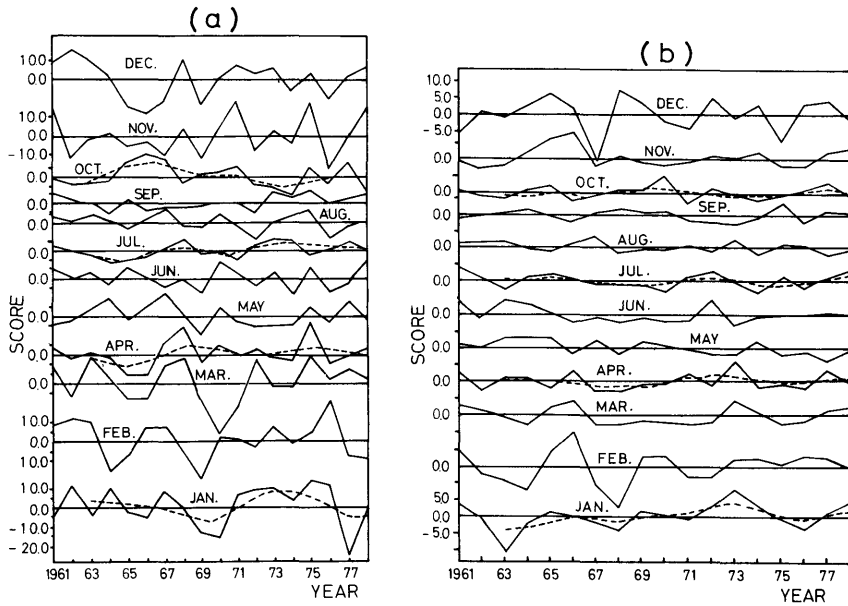 (a)
10.0
0.0
DEC.
10.0
0.0
- 10.0
NOV.
0.0
OCT.
0.0
SEP.
0.0
AUG.
0.0
JUL.
0.0
JUN.
0.0
MAY
0.0
APR.
0.0
MAR.
10.0
0.0
10.0
FEB.
10.0
0.0
- 10.0
- 20.0
JAN.
SCORE
1961 63 65 67 69 71 73 75 77
YEAR
(b)
10.0
5.0
0.0
- 5.0
DEC.
0.0
NOV.
0.0
OCT.
0.0
SEP.
0.0
AUG.
0.0
JUL.
0.0
JUN.
0.0
MAY
0.0
APR.
0.0
MAR.
0.0
FEB.
5.0
0.0
-5.0
JAN.
SCORE
1961 63 65 67 69 71 73 75 77
YEAR